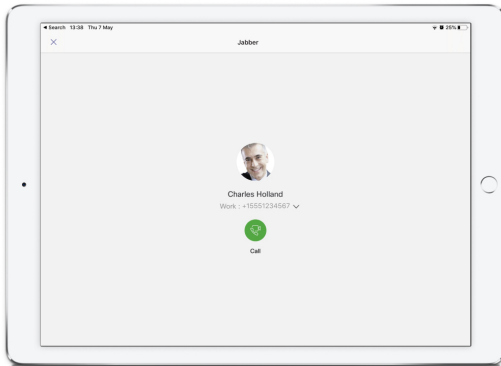 ◀ Search 13:38 Thu 7 May 25%
Jabber
Charles Holland
Work : +15551234567
Call